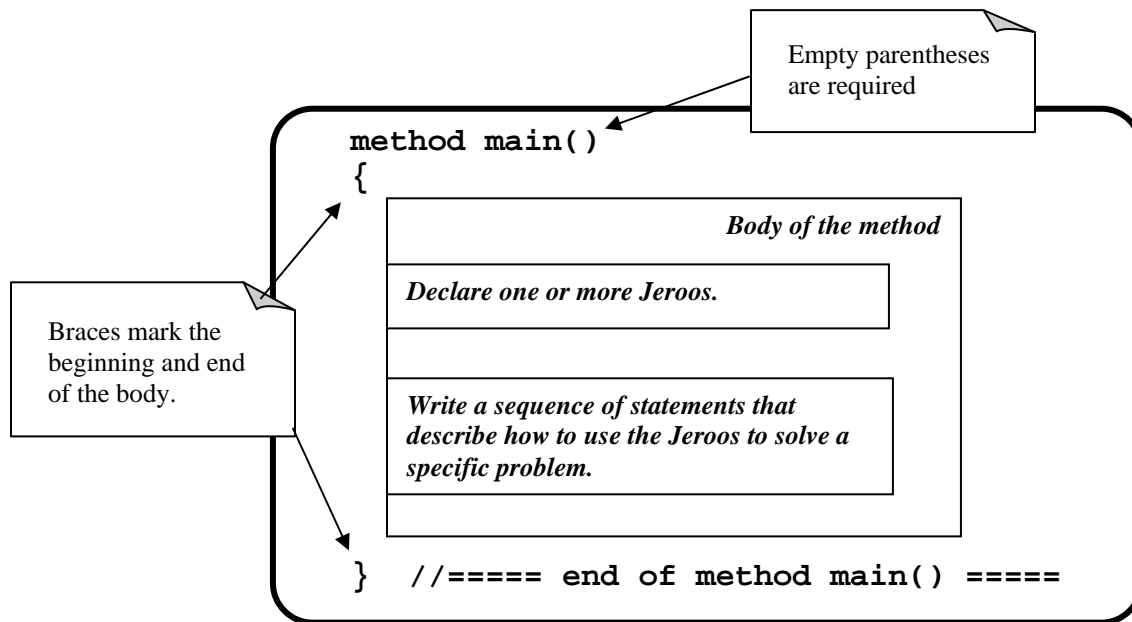 Empty parentheses
are required
method main()
{
Body of the method
Declare one or more Jeroos.
Braces mark the
beginning and end
of the body.
Write a sequence of statements that
describe how to use the Jeroos to solve a
specific problem.
} //===== end of method main() =====